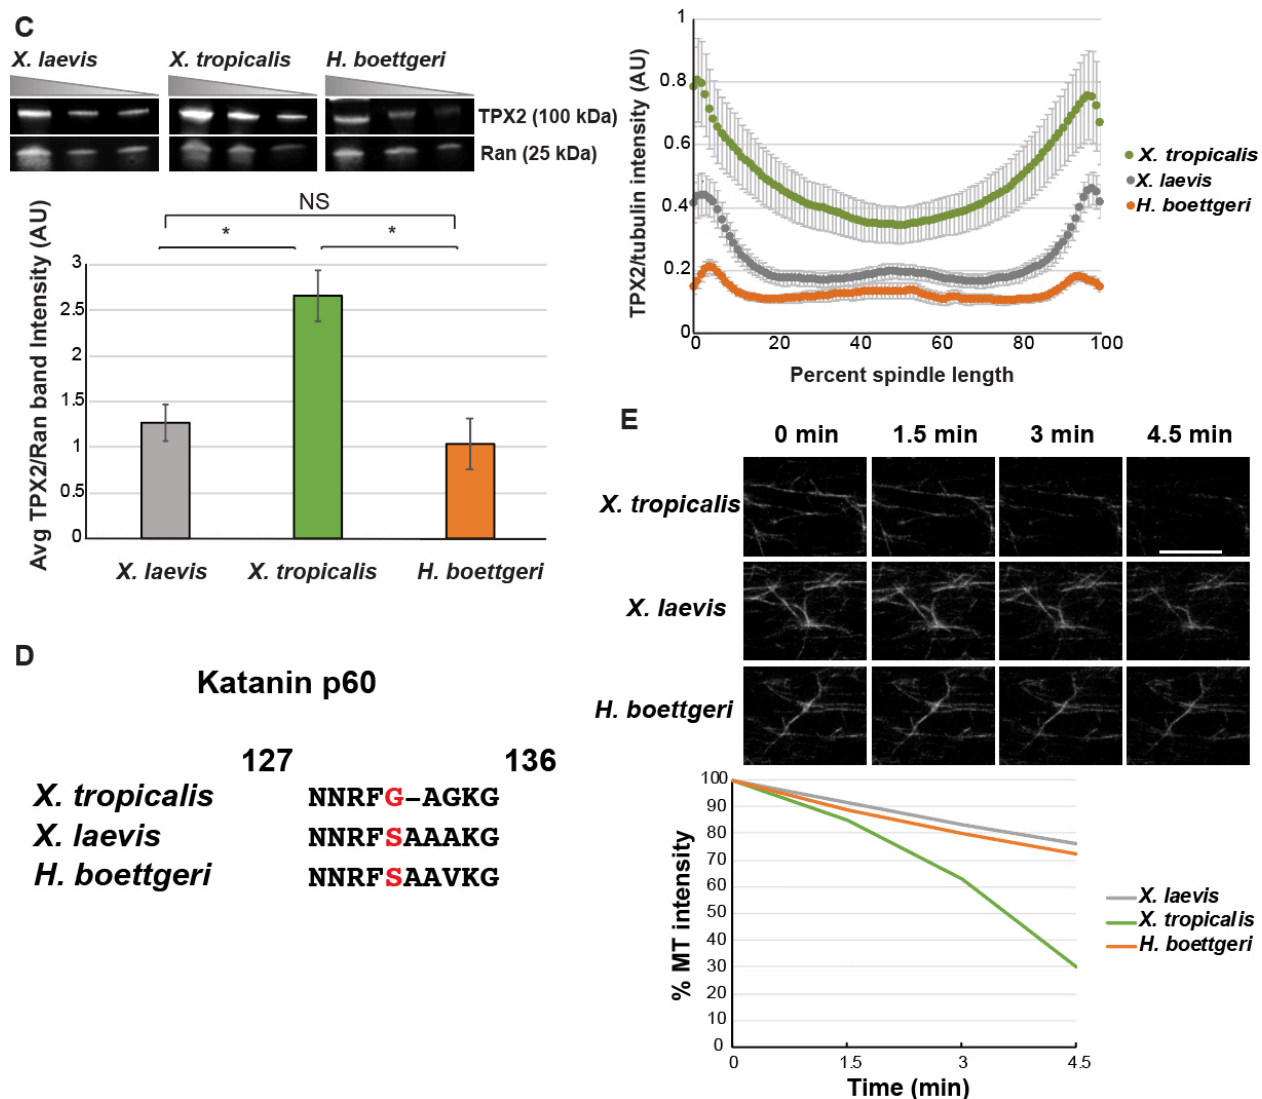 C
X. laevis
X. tropicalis
H. boettgeri
TPX2 (100 kDa)
Ran (25 kDa)
NS
*
*
Avg TPX2/Ran band Intensity (AU)
3
2.5
2
1.5
1
0.5
0
X. laevis
X. tropicalis
H. boettgeri
TPX2/tubulin intensity (AU)
1
0.8
0.6
0.4
0.2
0
0
20
40
60
80
100
Percent spindle length
X. tropicalis
X. laevis
H. boettgeri
D
Katanin p60
127
136
X. tropicalis NNRFG–AGKG
X. laevis NNRFSAAAKG
H. boettgeri NNRFSAAVKG
E
0 min
1.5 min
3 min
4.5 min
X. tropicalis
X. laevis
H. boettgeri
% MT intensity
100
90
80
70
60
50
40
30
20
10
0
0
1.5
3
4.5
Time (min)
X. laevis
X. tropicalis
H. boettgeri